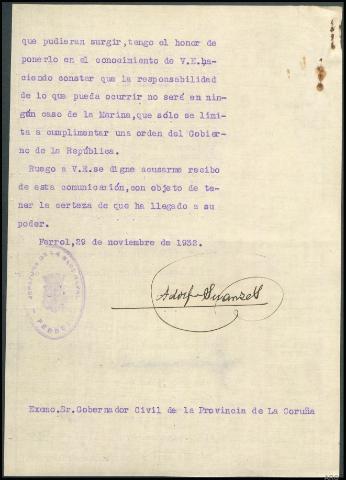 que pudieran surgir,tengo el honor de
ponerlo en el conocimiento de V.E.ha-
ciendo constar que la responsabilidad
de lo que pueda ocurrir no será en nin-
gún caso de la Marina,que sólo se limi-
ta a cumplimentar una orden del Gobier-
no de la República.
Ruego a V.E.se digne acusarme recibo
de esta comunicación,con objeto de te-
ner la certeza de que ha llegado a su
poder.
Ferrol,29 de noviembre de 1932.
FERROL
Adolfo Suanzes
Excmo.Sr.Gobernador Civil de la Provincia de La Coruña